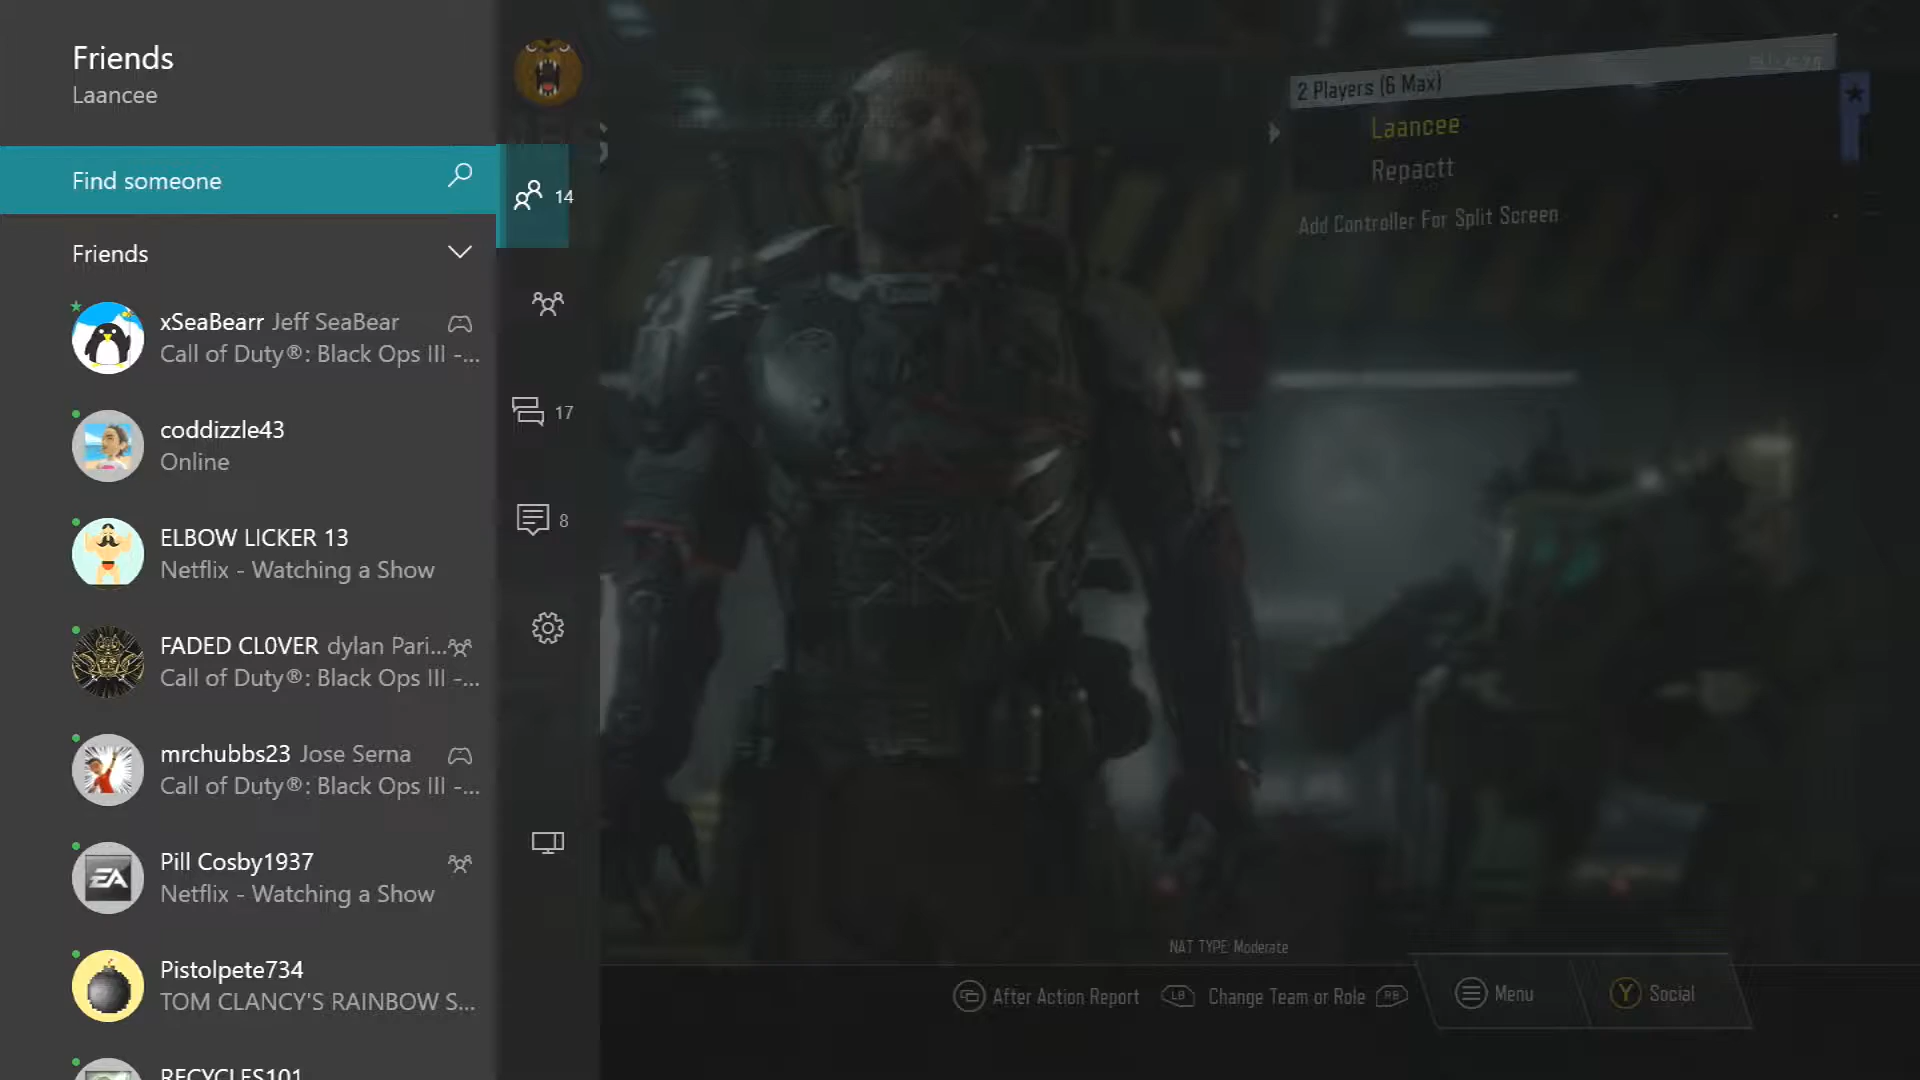 Friends
Laancee
Find someone
14
Friends
xSeaBearr Jeff SeaBear
Call of Duty®: Black Ops III -...
17
coddizzle43
Online
8
ELBOW LICKER 13
Netflix - Watching a Show
FADED CL0VER dylan Pari...
Call of Duty®: Black Ops III -...
mrchubbs23 Jose Serna
Call of Duty®: Black Ops III -...
Pill Cosby1937
EA
Netflix - Watching a Show
Pistolpete734
TOM CLANCY'S RAINBOW S...
RECYCLES101
2 Players (6 Max)
Laancee
Repactt
Add Controller For Split Screen
NAT TYPE: Moderate
After Action Report
LB Change Team or Role RB
Menu
Y Social